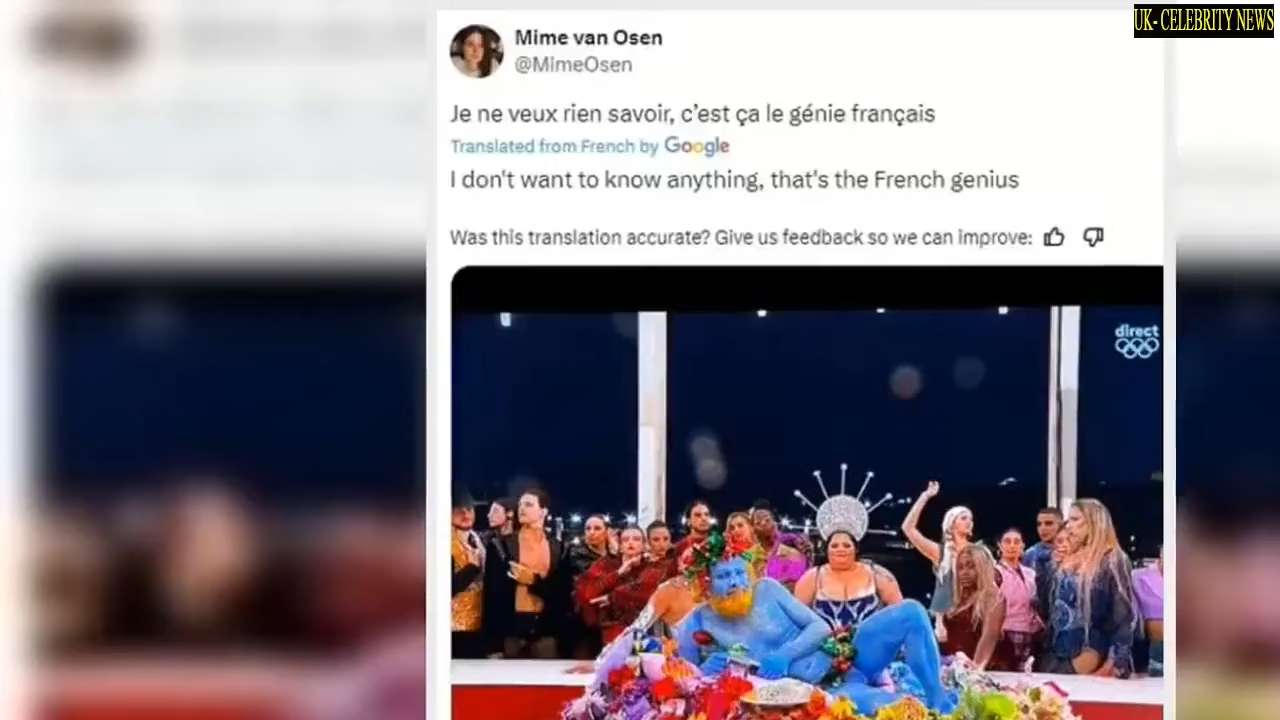 UK- CELEBRITY NEWS
Mime van Osen
@MimeOsen
Je ne veux rien savoir, c’est ça le génie français
Translated from French by Google
I don't want to know anything, that's the French genius
Was this translation accurate? Give us feedback so we can improve:
direct